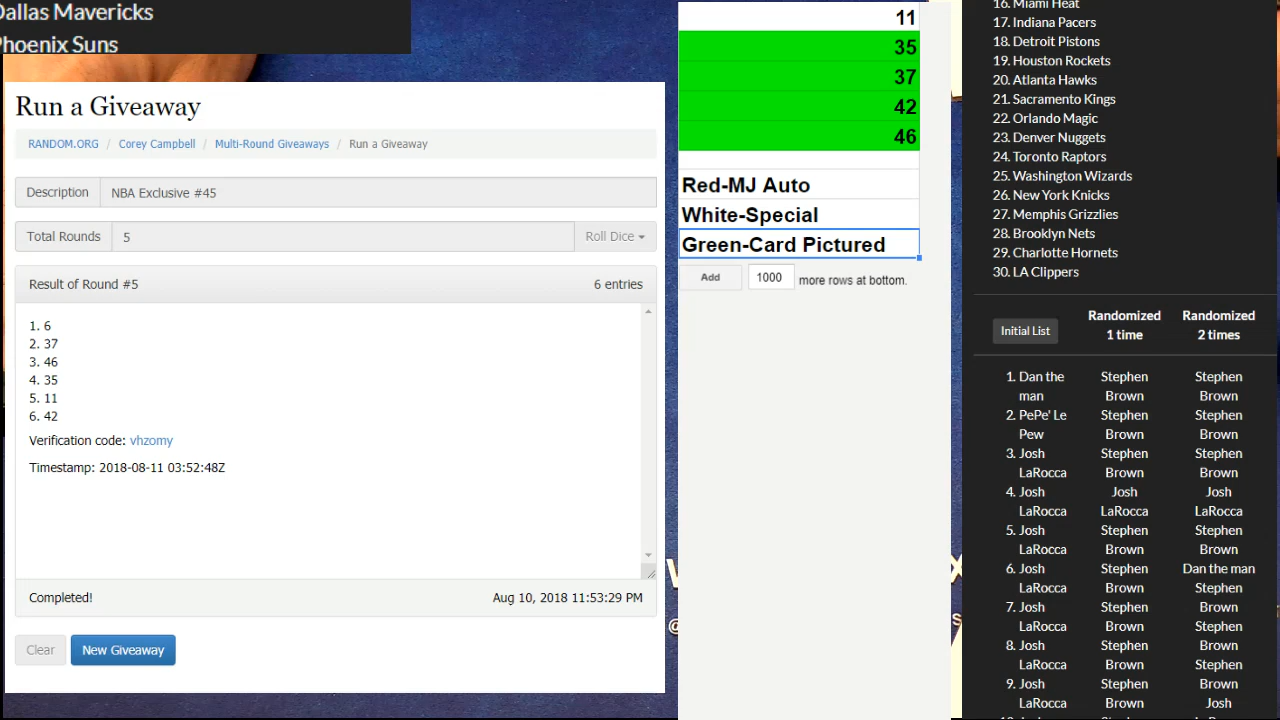 Dallas Mavericks
Phoenix Suns
Run a Giveaway
RANDOM.ORG / Corey Campbell / Multi-Round Giveaways / Run a Giveaway
Description NBA Exclusive #45
Total Rounds 5 Roll Dice
Result of Round #5 6 entries
1. 6
2. 37
3. 46
4. 35
5. 11
6. 42
Verification code: vhzomy
Timestamp: 2018-08-11 03:52:48Z
Completed! Aug 10, 2018 11:53:29 PM
Clear New Giveaway
11
35
37
42
46
Red-MJ Auto
White-Special
Green-Card Pictured
Add 1000 more rows at bottom.
16. Miami Heat
17. Indiana Pacers
18. Detroit Pistons
19. Houston Rockets
20. Atlanta Hawks
21. Sacramento Kings
22. Orlando Magic
23. Denver Nuggets
24. Toronto Raptors
25. Washington Wizards
26. New York Knicks
27. Memphis Grizzlies
28. Brooklyn Nets
29. Charlotte Hornets
30. LA Clippers
Randomized Randomized
Initial List
1 time 2 times
1. Dan the Stephen Stephen
man Brown Brown
2. PePe' Le Stephen Stephen
Pew Brown Brown
3. Josh Stephen Stephen
LaRocca Brown Brown
4. Josh Josh Josh
LaRocca LaRocca LaRocca
5. Josh Stephen Stephen
LaRocca Brown Brown
6. Josh Stephen Dan the man
LaRocca Brown Stephen
7. Josh Stephen Brown
LaRocca Brown Stephen
8. Josh Stephen Brown
LaRocca Brown Stephen
9. Josh Stephen Brown
LaRocca Brown Josh